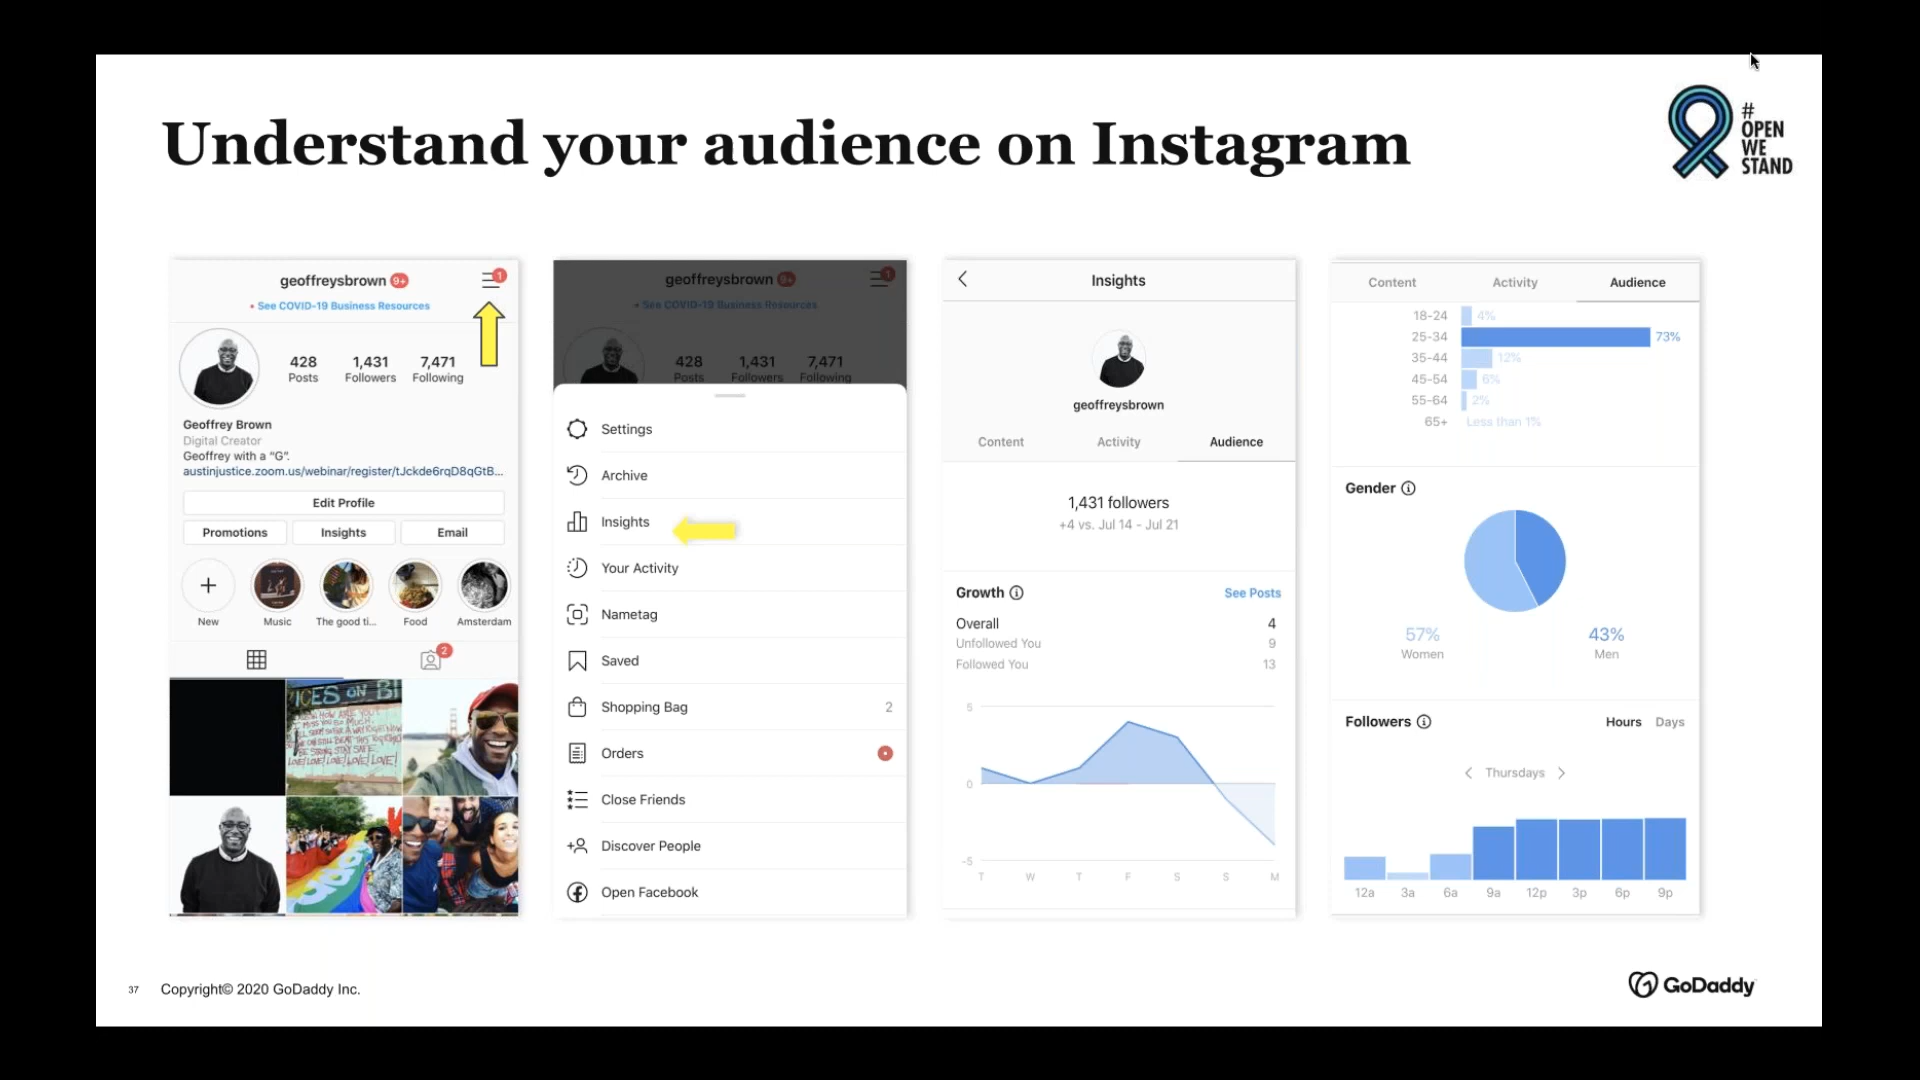 Understand your audience on Instagram
#
OPEN
WE
STAND
geoffreysbrown 9+
1
• See COVID-19 Business Resources
428
Posts
1,431
Followers
7,471
Following
Geoffrey Brown
Digital Creator
Geoffrey with a "G".
austinjustice.zoom.us/webinar/register/tJckde6rqD8qGtB...
Edit Profile
Promotions
Insights
Email
New
Music
The good ti...
Food
Amsterdam
2
geoffreysbrown 9+
1
• See COVID-19 Business Resources
428
Posts
1,431
Followers
7,471
Following
Settings
Archive
Insights
Your Activity
Nametag
Saved
Shopping Bag 2
Orders
Close Friends
Discover People
Open Facebook
Insights
geoffreysbrown
Content Activity Audience
1,431 followers
+4 vs. Jul 14 - Jul 21
Growth See Posts
Overall 4
Unfollowed You 9
Followed You 13
5
0
-5
T W T F S S M
Content Activity Audience
18-24 4%
25-34 73%
35-44 12%
45-54 6%
55-64 2%
65+ Less than 1%
Gender
57%
Women
43%
Men
Followers Hours Days
Thursdays
12a 3a 6a 9a 12p 3p 6p 9p
37 Copyright© 2020 GoDaddy Inc.
GoDaddy